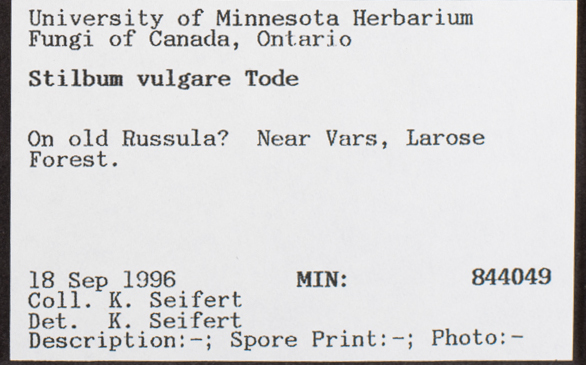 University of Minnesota Herbarium
Fungi of Canada, Ontario
Stilbum vulgare Tode
On old Russula?  Near Vars, Larose
Forest.
18 Sep 1996 MIN: 844049
Coll. K. Seifert
Det.  K. Seifert
Description:-; Spore Print:-; Photo:-